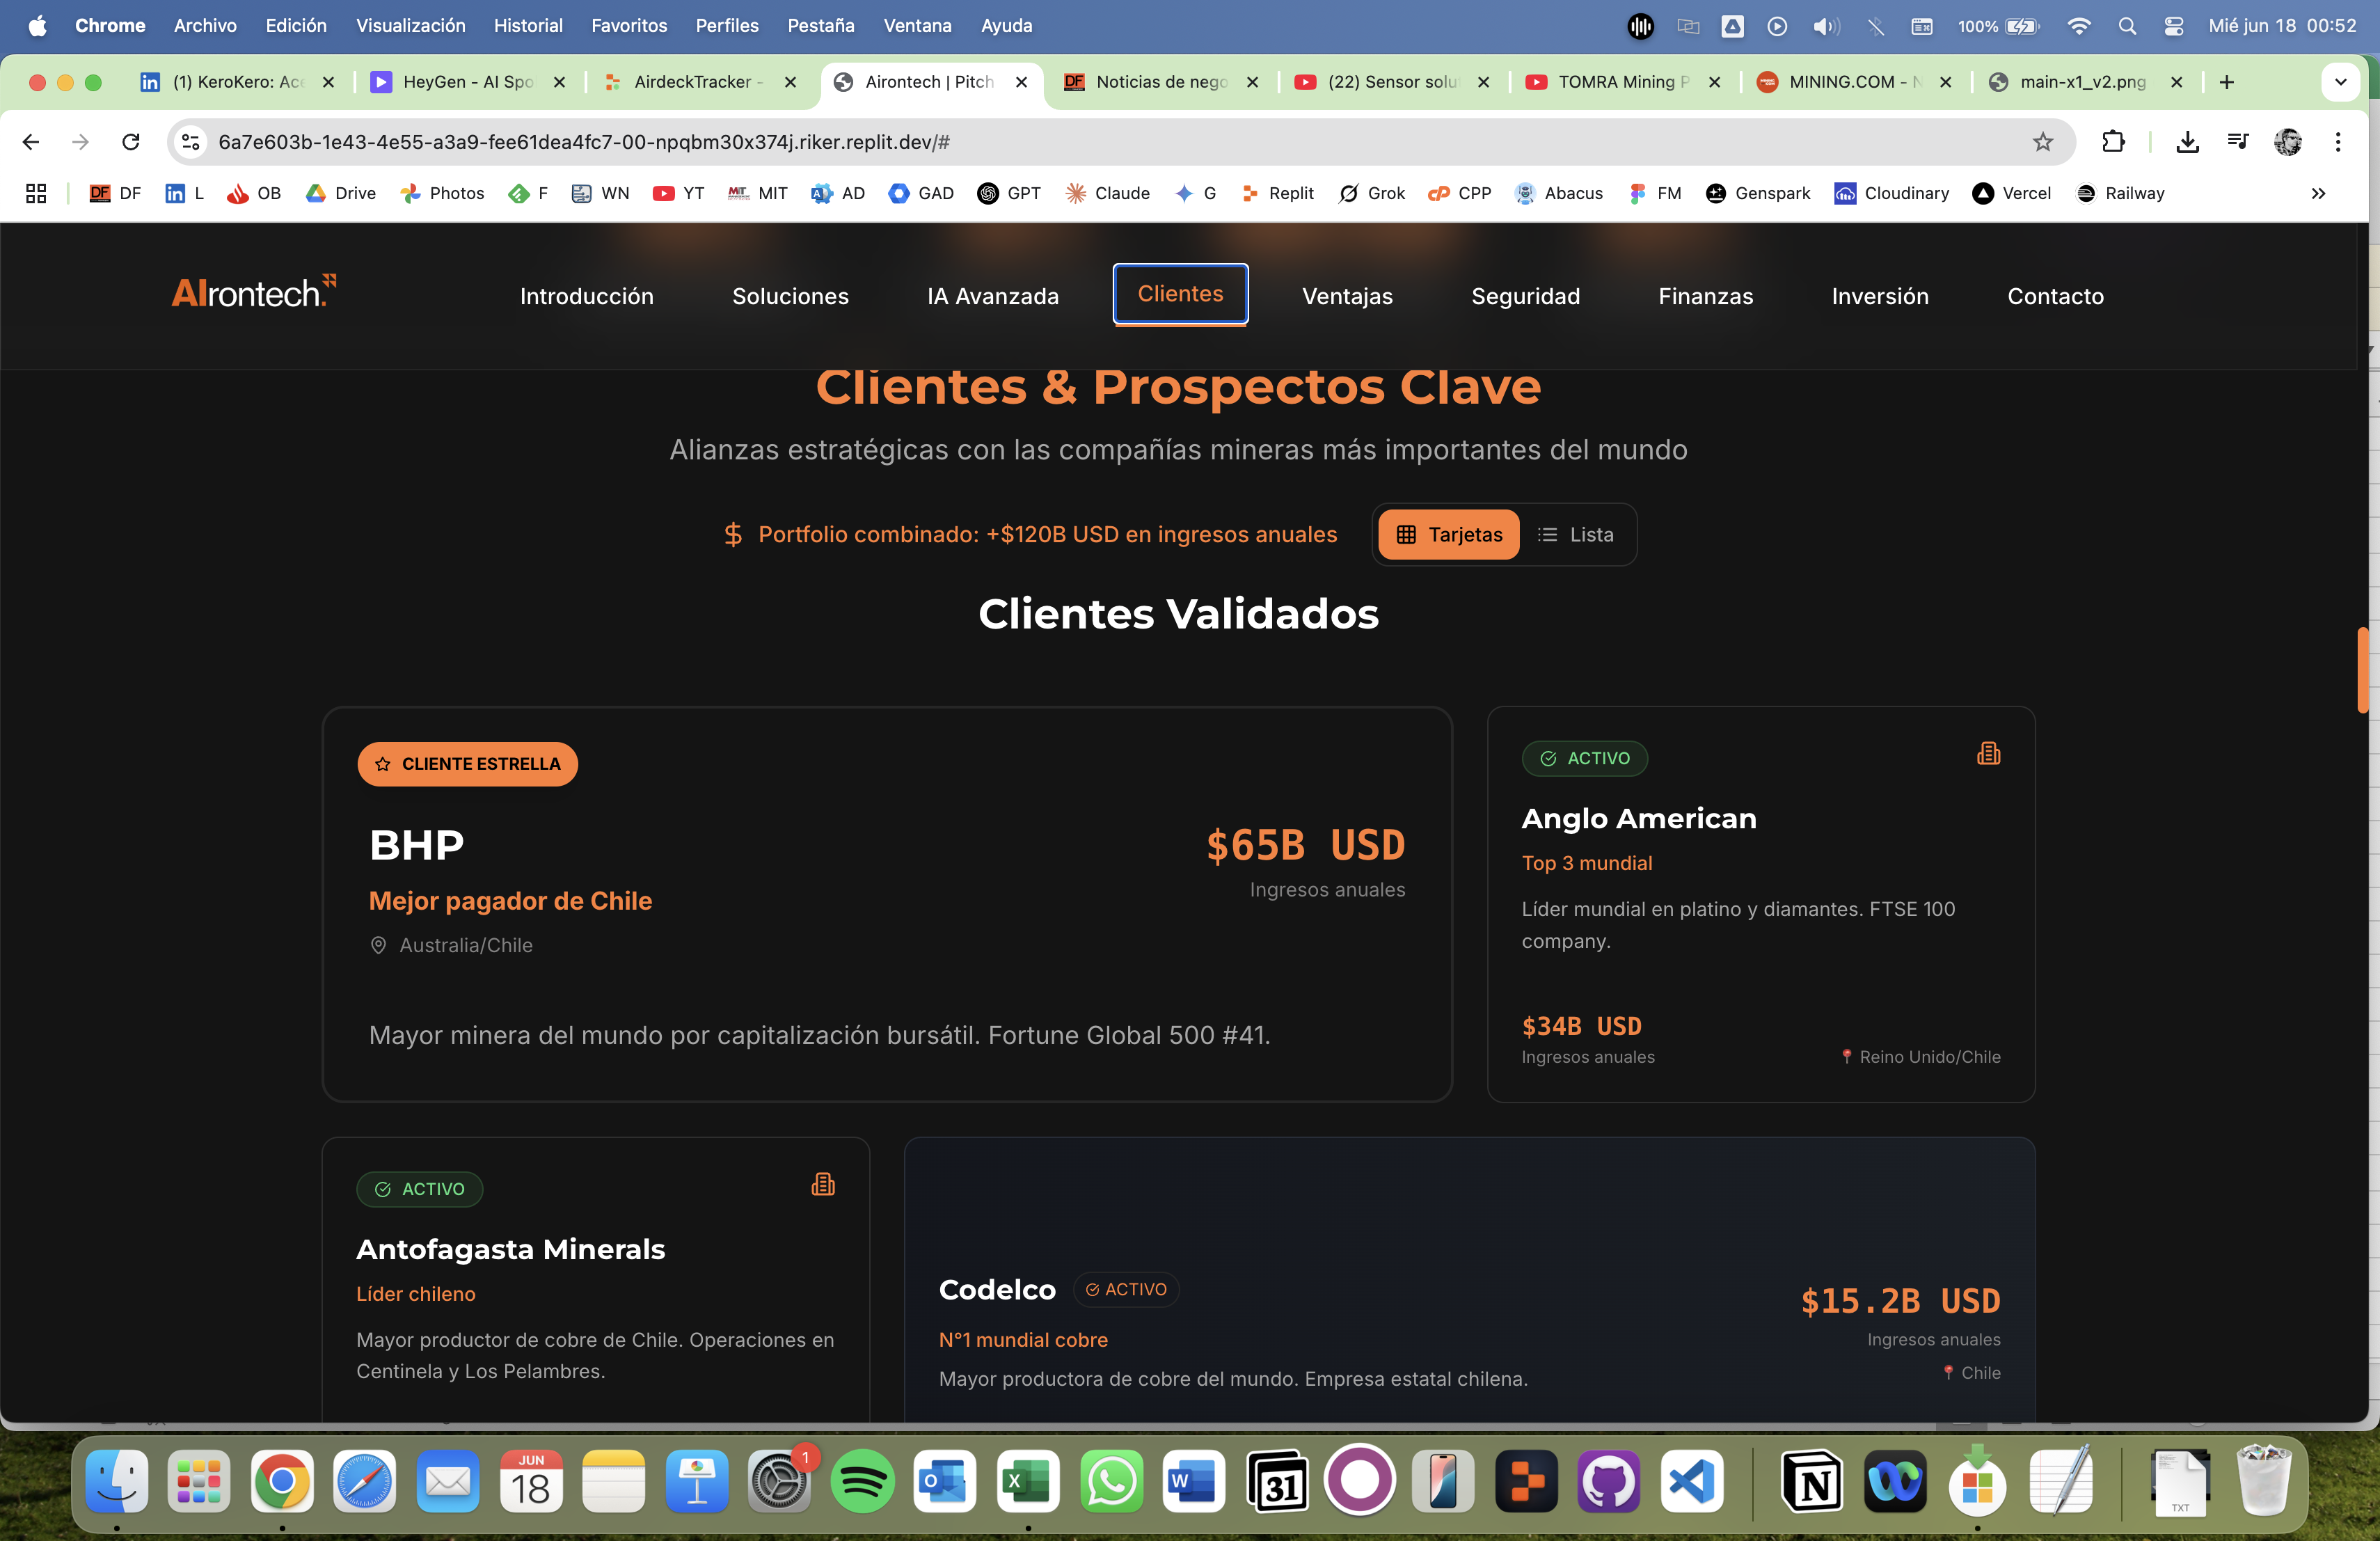 Chrome Archivo Edición Visualización Historial Favoritos Perfiles Pestaña Ventana Ayuda 100% Mié jun 18 00:52
(1) KeroKero: Ace HeyGen - AI Spo AirdeckTracker - Airontech | Pitch DF Noticias de nego (22) Sensor solu TOMRA Mining P MINING.COM - N main-x1_v2.png
6a7e603b-1e43-4e55-a3a9-fee61dea4fc7-00-npqbm30x374j.riker.replit.dev/#
DF DF L OB Drive Photos F WN YT MIT MIT AD GAD GPT Claude G Replit Grok CPP Abacus FM Genspark Cloudinary Vercel Railway
AIrontech. Introducción Soluciones IA Avanzada Clientes Ventajas Seguridad Finanzas Inversión Contacto
Clientes & Prospectos Clave
Alianzas estratégicas con las compañías mineras más importantes del mundo
$ Portfolio combinado: +$120B USD en ingresos anuales Tarjetas Lista
Clientes Validados
CLIENTE ESTRELLA
BHP
Mejor pagador de Chile
Australia/Chile
$65B USD
Ingresos anuales
Mayor minera del mundo por capitalización bursátil. Fortune Global 500 #41.
ACTIVO
Anglo American
Top 3 mundial
Líder mundial en platino y diamantes. FTSE 100
company.
$34B USD
Ingresos anuales
Reino Unido/Chile
ACTIVO
Antofagasta Minerals
Líder chileno
Mayor productor de cobre de Chile. Operaciones en
Centinela y Los Pelambres.
Codelco ACTIVO
N°1 mundial cobre
Mayor productora de cobre del mundo. Empresa estatal chilena.
$15.2B USD
Ingresos anuales
Chile
JUN
18
1
31
TXT